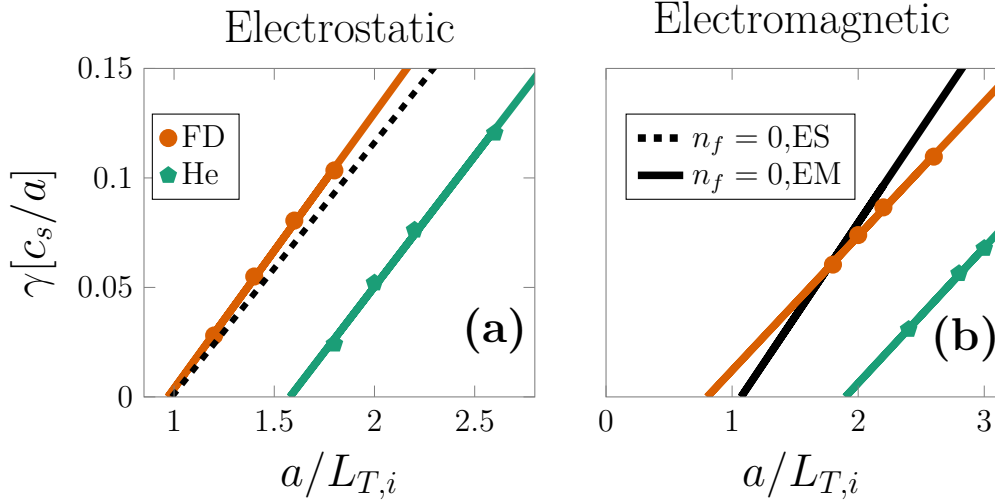 Electrostatic
Electromagnetic
0.15
0.1
0.05
0
γ[c_s/a]
FD
He
(a)
1
1.5
2
2.5
a/L_{T,i}
n_f = 0,ES
n_f = 0,EM
(b)
0
1
2
3
a/L_{T,i}